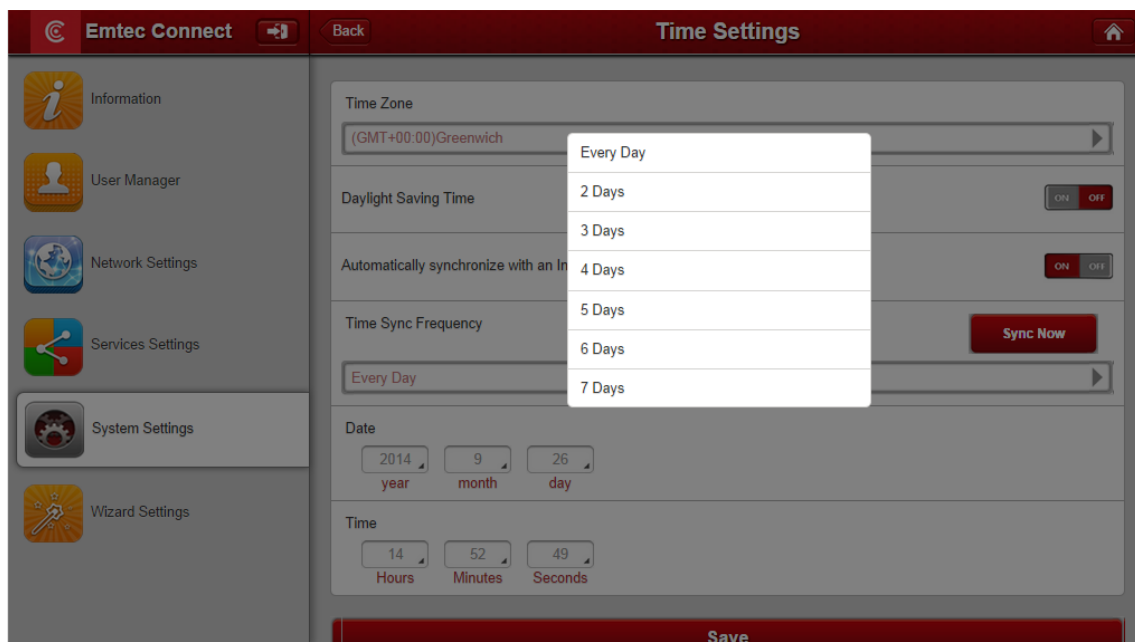 Emtec Connect
Back
Time Settings
Information
User Manager
Network Settings
Services Settings
System Settings
Wizard Settings
Time Zone
(GMT+00:00)Greenwich
Daylight Saving Time
ON OFF
Automatically synchronize with an In
ON OFF
Time Sync Frequency
Sync Now
Every Day
Every Day
2 Days
3 Days
4 Days
5 Days
6 Days
7 Days
Date
2014 9 26
year month day
Time
14 52 49
Hours Minutes Seconds
Save